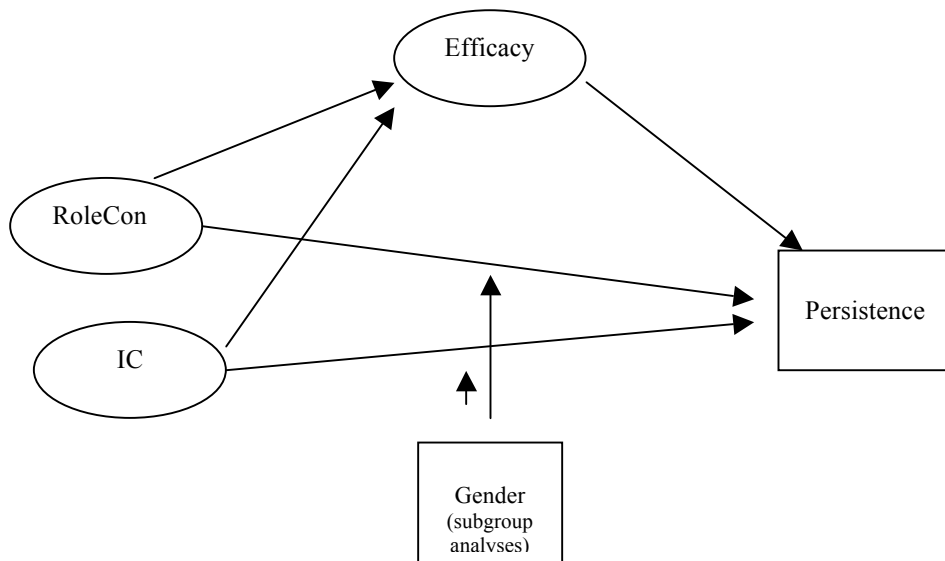 Efficacy
RoleCon
IC
Persistence
Gender
(subgroup
analyses)